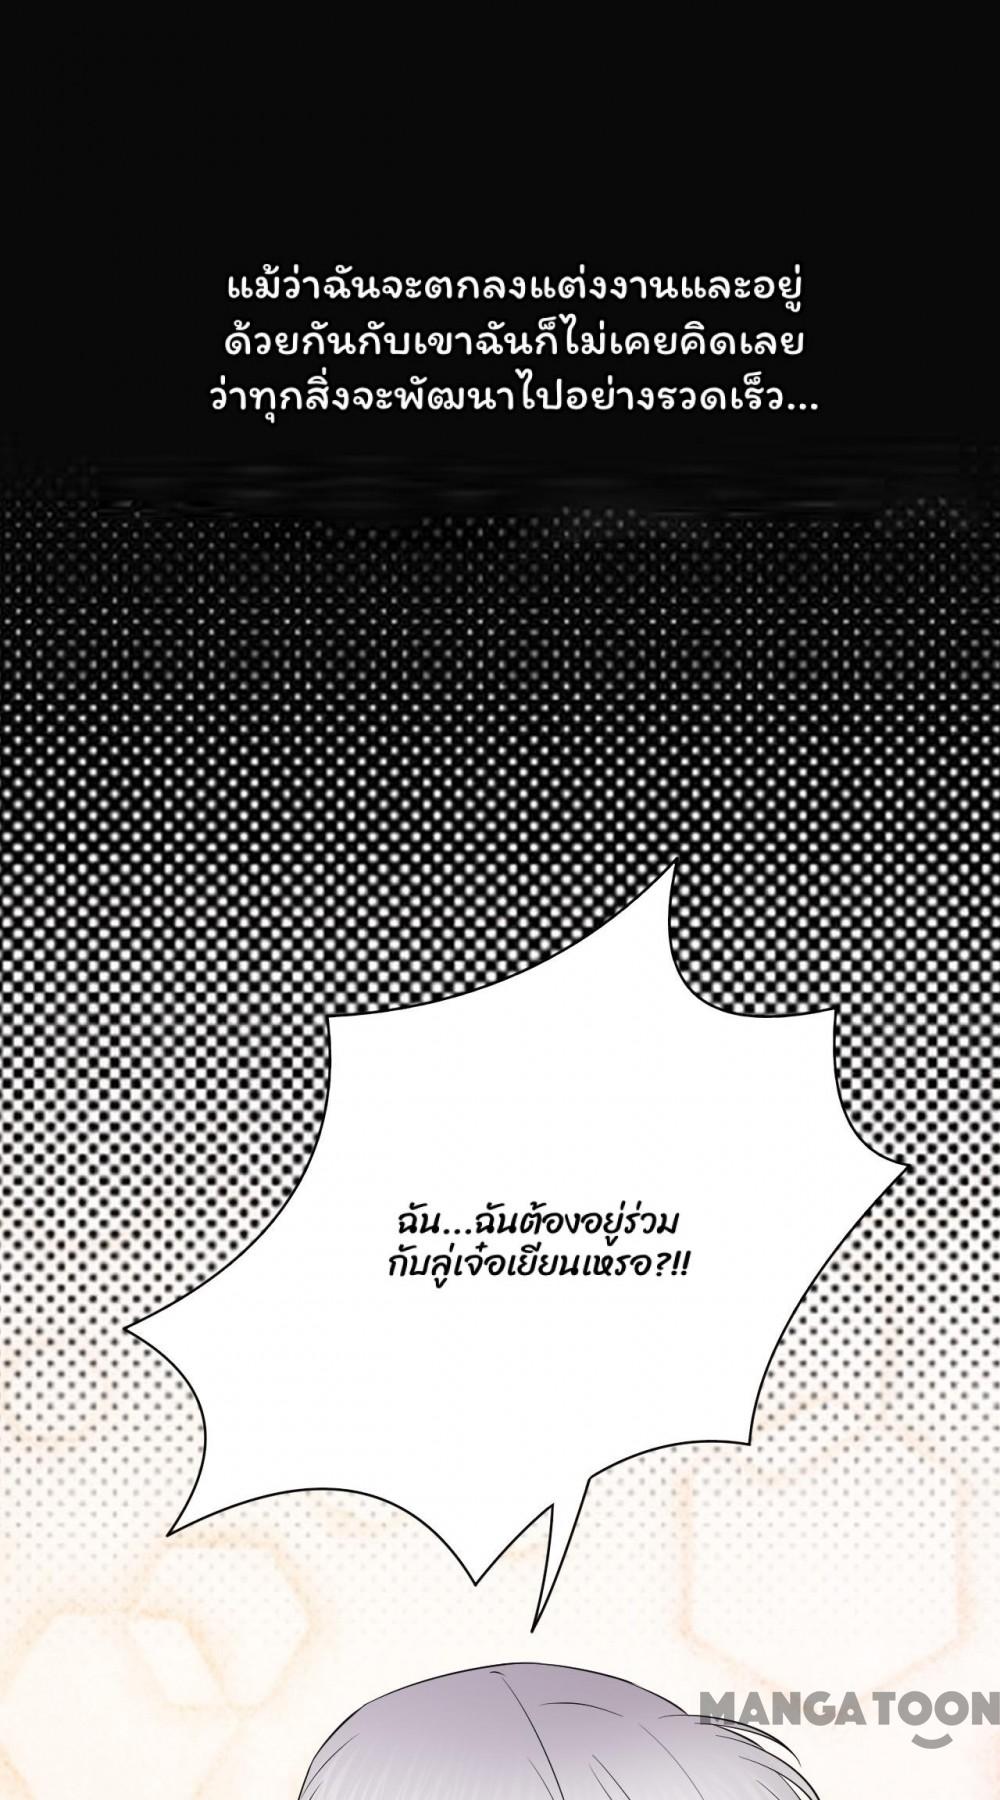 แม้ว่าฉันจะตกลงแต่งงานและอยู่
ด้วยกันกับเขาฉันก็ไม่เคยคิดเลย
ว่าทุกสิ่งจะพัฒนาไปอย่างรวดเร็ว...
ฉัน...ฉันต้องอยู่ร่วม
กับลู่เจ๋อเยียนเหรอ?!!
MANGATOON